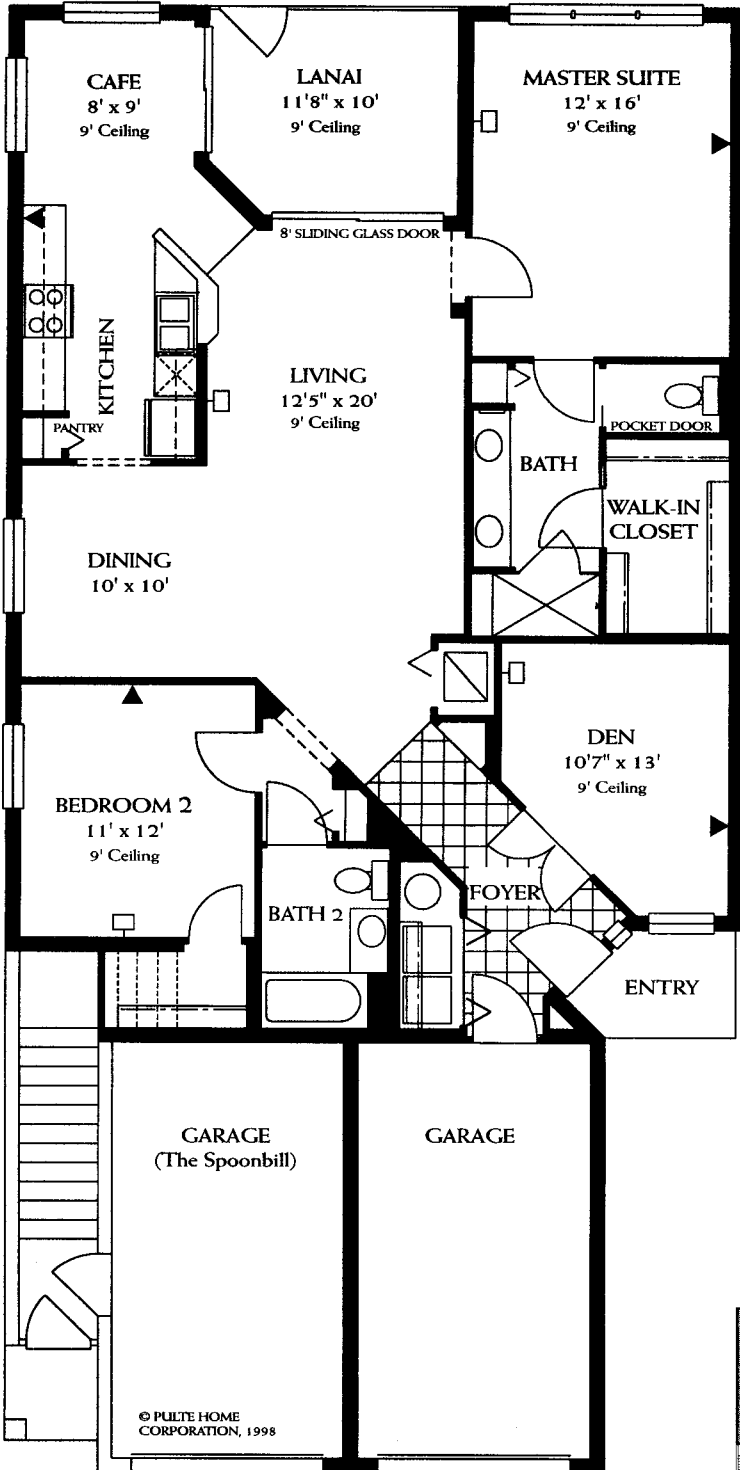 CAFE
8' x 9'
9' Ceiling
LANAI
11'8" x 10'
9' Ceiling
MASTER SUITE
12' x 16'
9' Ceiling
8' SLIDING GLASS DOOR
KITCHEN
LIVING
12'5" x 20'
9' Ceiling
PANTRY
POCKET DOOR
BATH
WALK-IN
CLOSET
DINING
10' x 10'
DEN
10'7" x 13'
9' Ceiling
BEDROOM 2
11' x 12'
9' Ceiling
FOYER
BATH 2
ENTRY
GARAGE
(The Spoonbill)
GARAGE
© PULTE HOME
CORPORATION, 1998